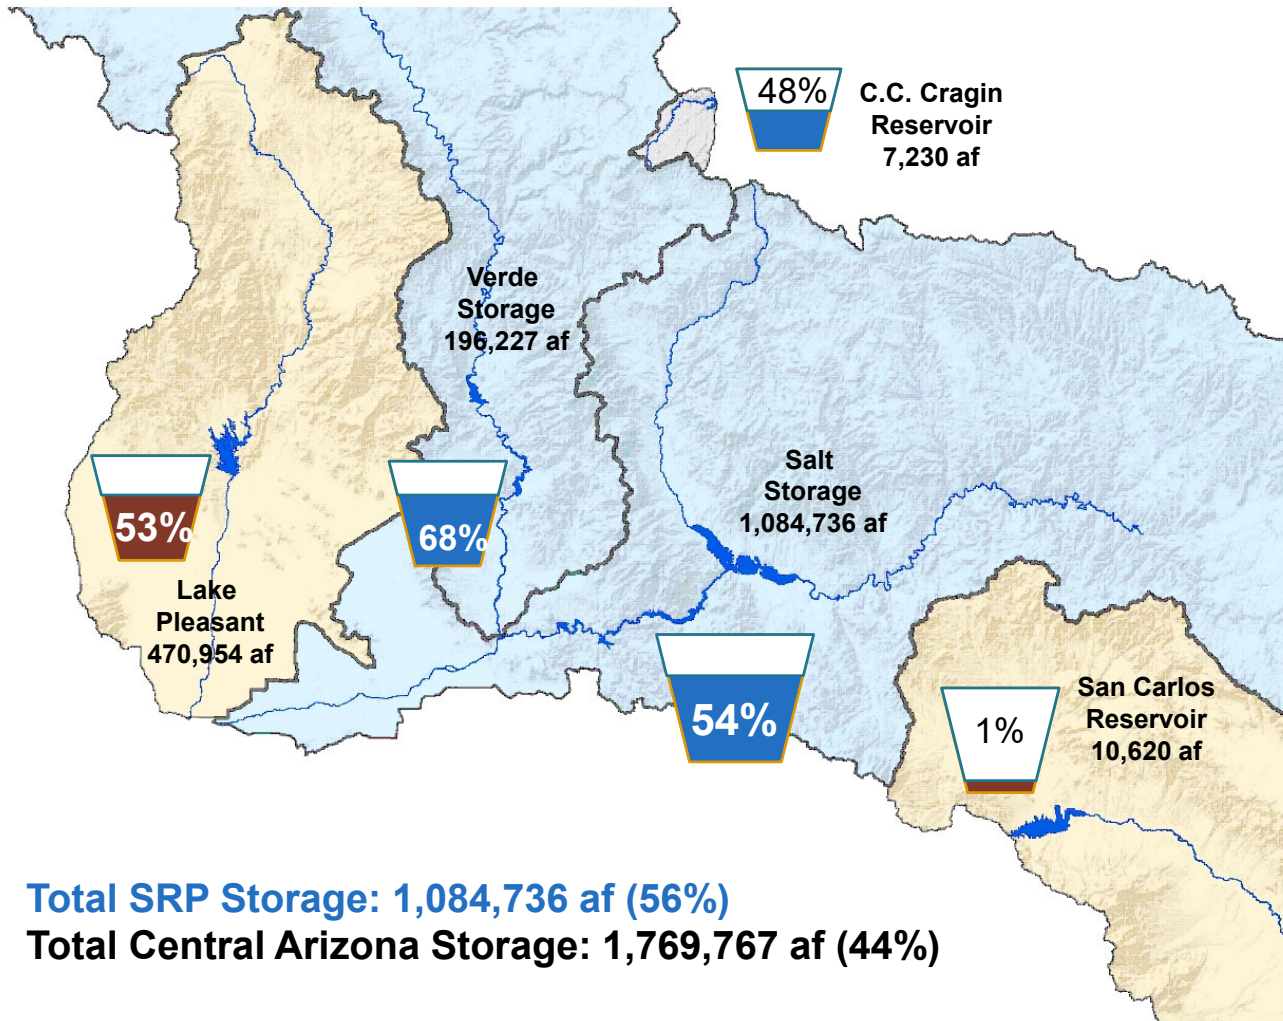 48%
C.C. Cragin
Reservoir
7,230 af
Verde
Storage
196,227 af
Salt
Storage
1,084,736 af
53%
68%
Lake
Pleasant
470,954 af
54%
1%
San Carlos
Reservoir
10,620 af
Total SRP Storage: 1,084,736 af (56%)
Total Central Arizona Storage: 1,769,767 af (44%)